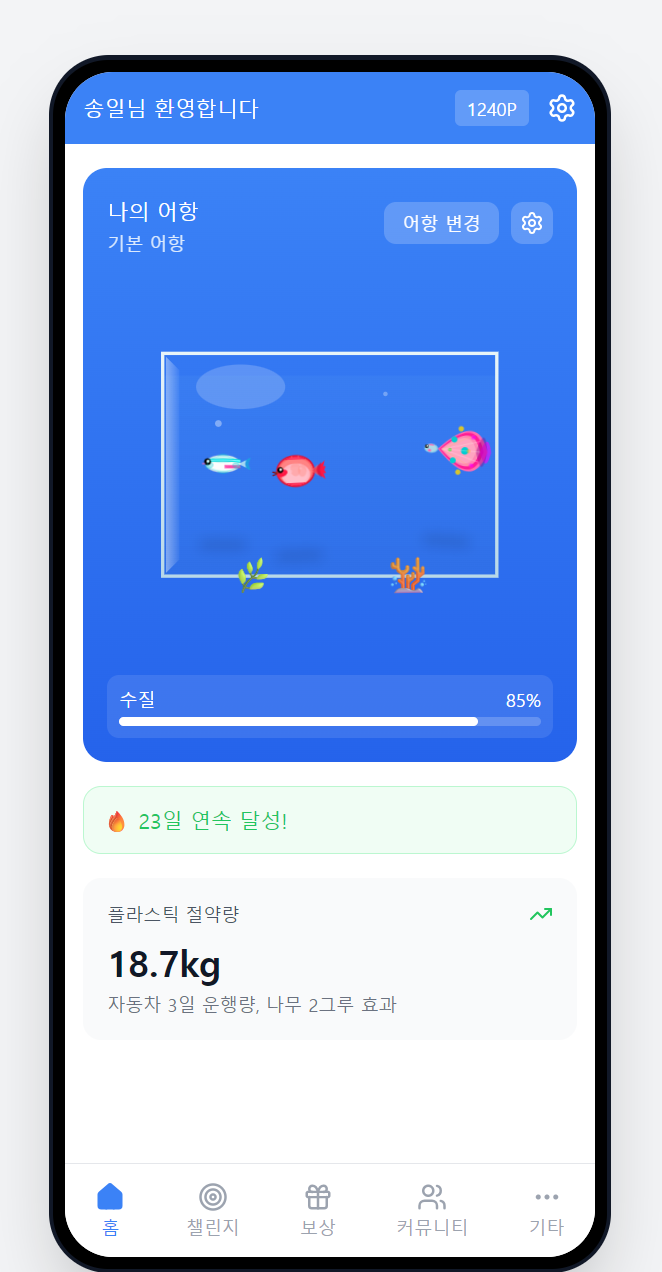 송일님 환영합니다
1240P
나의 어항
기본 어항
어항 변경
수질
85%
23일 연속 달성!
플라스틱 절약량
18.7kg
자동차 3일 운행량, 나무 2그루 효과
홈
챌린지
보상
커뮤니티
기타